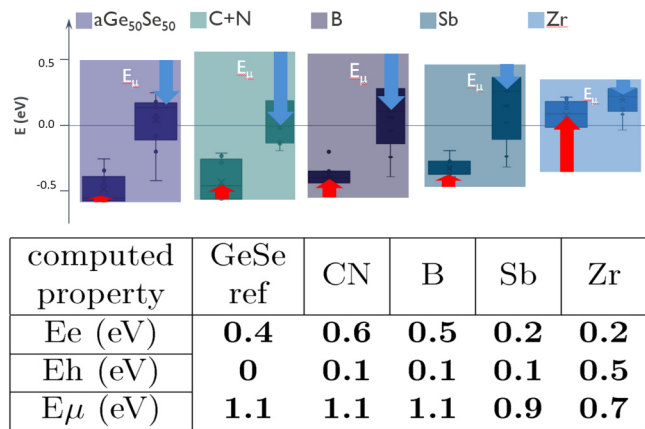 aGe50Se50 C+N B Sb Zr
E (eV)
0.5
0.0
-0.5
Eμ Eμ Eμ Eμ Eμ
computed property GeSe ref CN B Sb Zr
Ee (eV) 0.4 0.6 0.5 0.2 0.2
Eh (eV) 0 0.1 0.1 0.1 0.5
Eμ (eV) 1.1 1.1 1.1 0.9 0.7